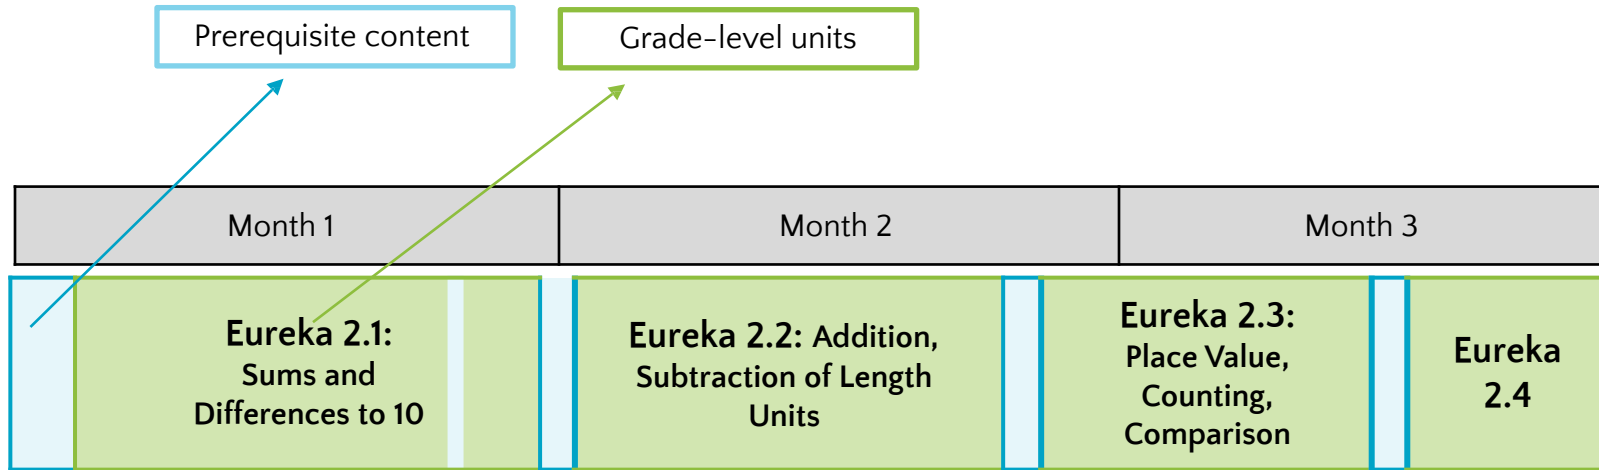 Prerequisite content
Grade-level units
Month 1
Month 2
Month 3
Eureka 2.1:
Sums and
Differences to 10
Eureka 2.2: Addition,
Subtraction of Length
Units
Eureka 2.3:
Place Value,
Counting,
Comparison
Eureka
2.4